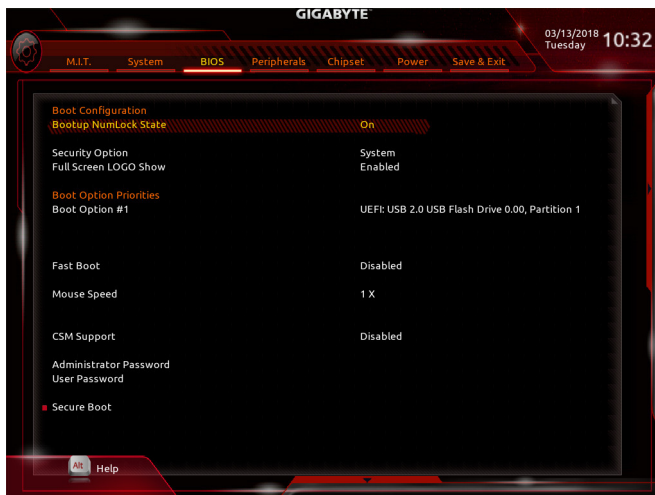 GIGABYTE™
03/13/2018
Tuesday
10:32
M.I.T. System BIOS Peripherals Chipset Power Save & Exit
Boot Configuration
Bootup NumLock State On
Security Option System
Full Screen LOGO Show Enabled
Boot Option Priorities
Boot Option #1 UEFI: USB 2.0 USB Flash Drive 0.00, Partition 1
Fast Boot Disabled
Mouse Speed 1 X
CSM Support Disabled
Administrator Password
User Password
Secure Boot
Alt Help